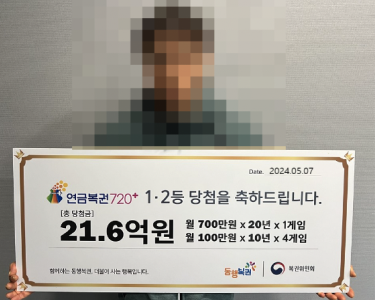 Date. 2024.05.07
연금복권720+ 1·2등 당첨을 축하드립니다.
[총 당첨금]
21.6억원
월 700만원 x 20년 x 1게임
월 100만원 x 10년 x 4게임
함께하는 동행복권, 더불어 사는 행복입니다.
동행복권
복권위원회